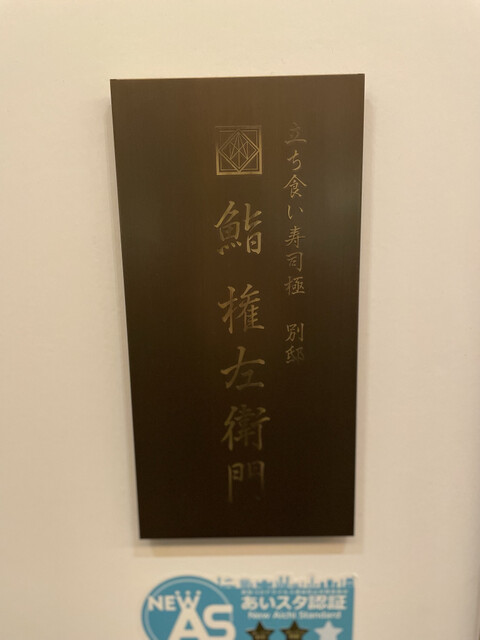 立ち食い寿司極 別邸
鮨 権左衛門
NEW
AS
あいスタ認証
New Aichi Standard